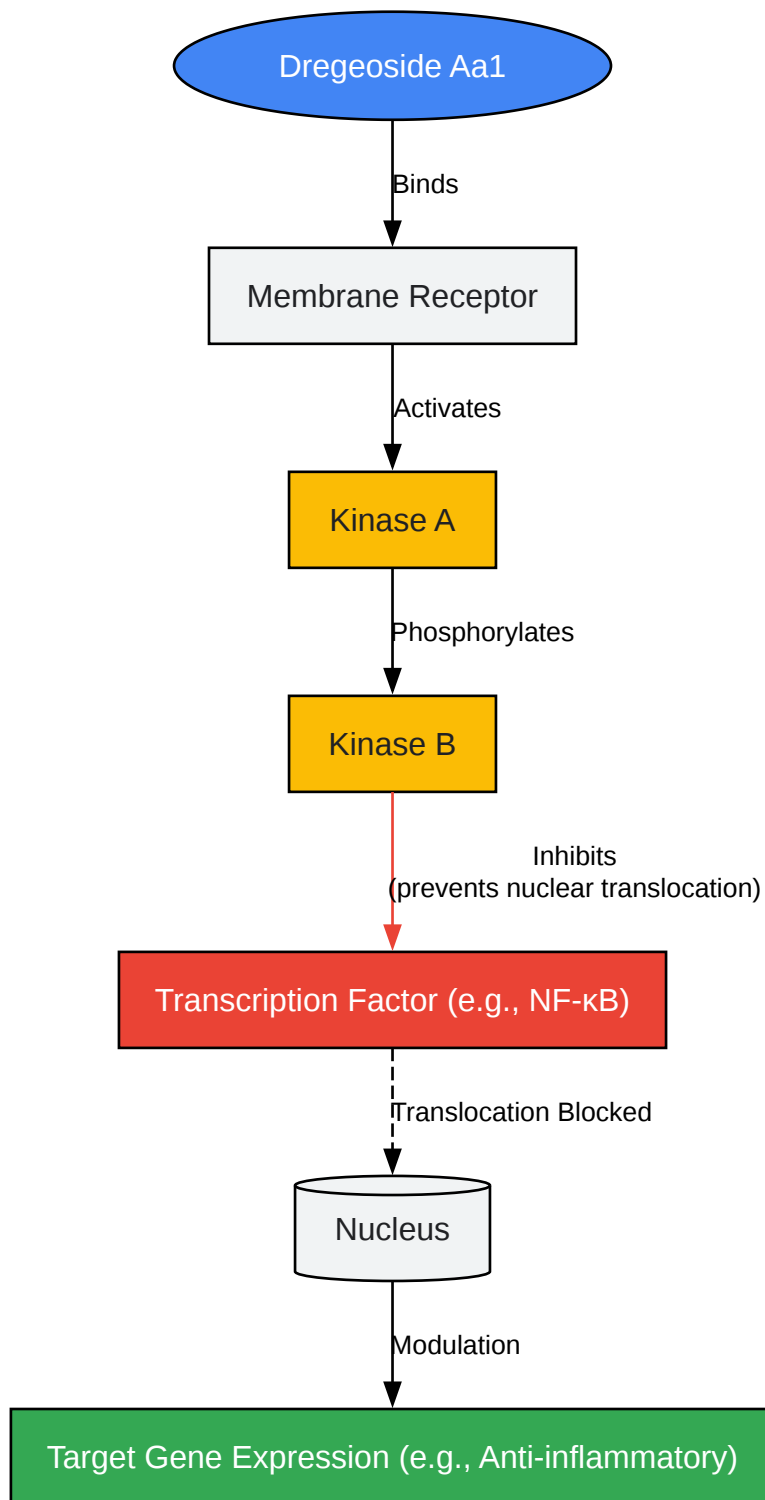 Dregeoside Aa1
Binds
Membrane Receptor
Activates
Kinase A
Phosphorylates
Kinase B
Inhibits
(prevents nuclear translocation)
Transcription Factor (e.g., NF-κB)
Translocation Blocked
Nucleus
Modulation
Target Gene Expression (e.g., Anti-inflammatory)